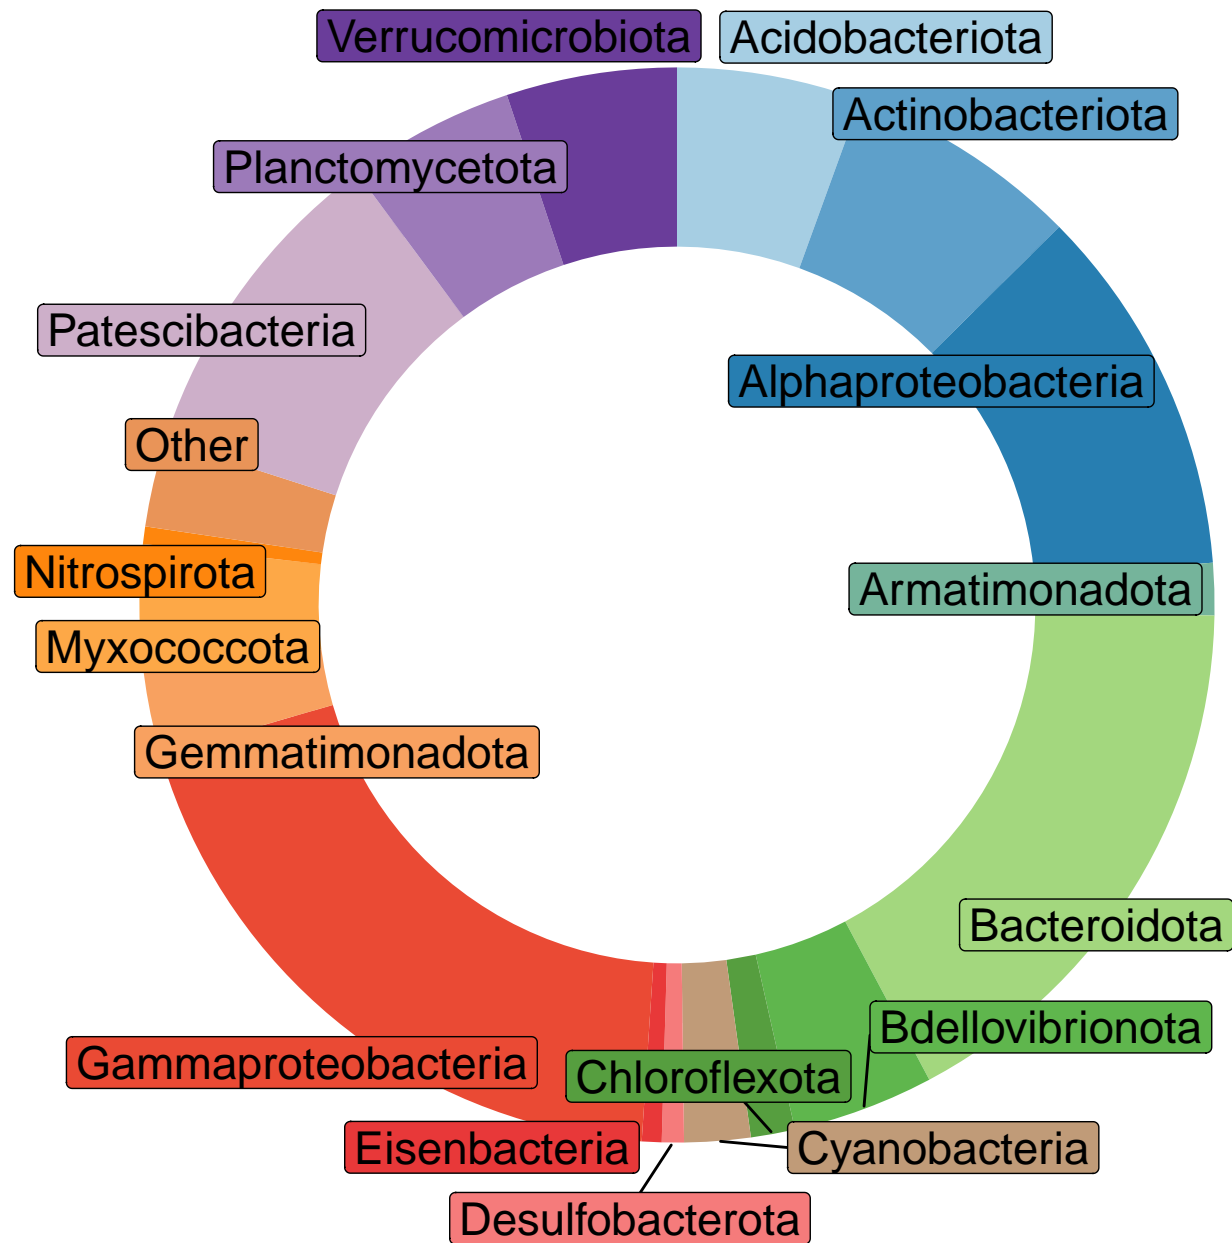 Verrucomicrobiota
Acidobacteriota
Actinobacteriota
Planctomycetota
Patescibacteria
Alphaproteobacteria
Other
Nitrospirota
Armatimonadota
Myxococcota
Gemmatimonadota
Bacteroidota
Bdellovibrionota
Gammaproteobacteria
Chloroflexota
Eisenbacteria
Cyanobacteria
Desulfobacterota